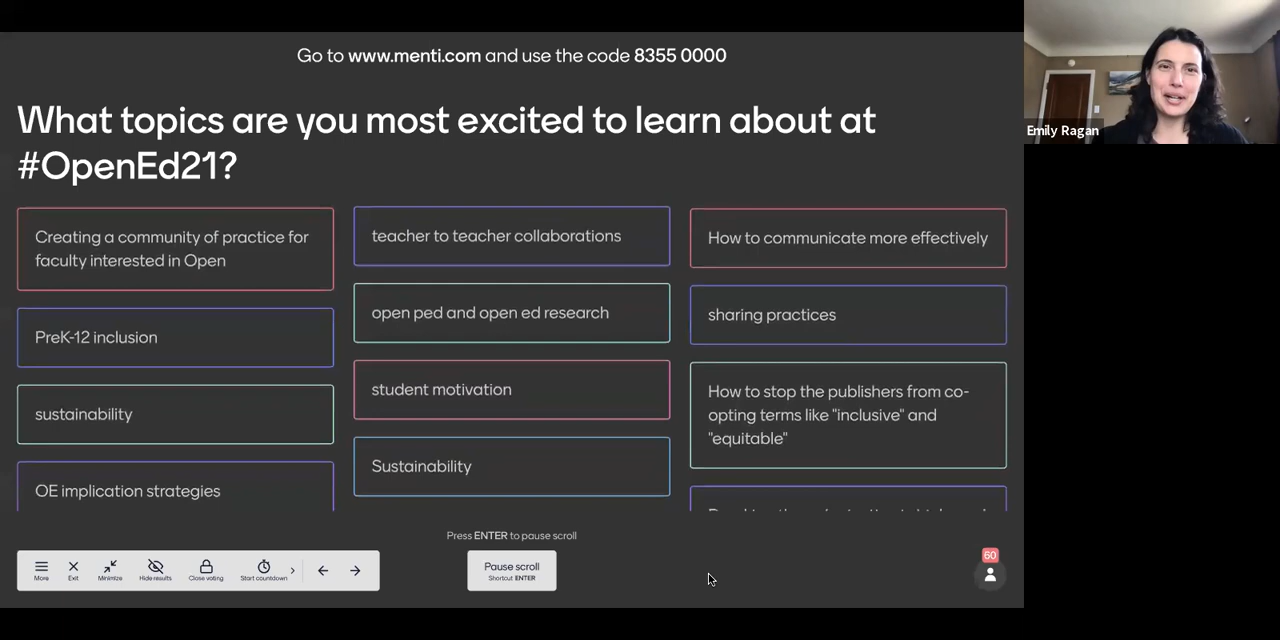 Go to www.menti.com and use the code 8355 0000
What topics are you most excited to learn about at
#OpenEd21?
Creating a community of practice for
faculty interested in Open
PreK-12 inclusion
sustainability
OE implication strategies
teacher to teacher collaborations
open ped and open ed research
student motivation
Sustainability
How to communicate more effectively
sharing practices
How to stop the publishers from co-
opting terms like "inclusive" and
"equitable"
Press ENTER to pause scroll
More
Exit
Minimize
Hide results
Close voting
Start countdown
Pause scroll
Shortcut ENTER
60
Emily Ragan